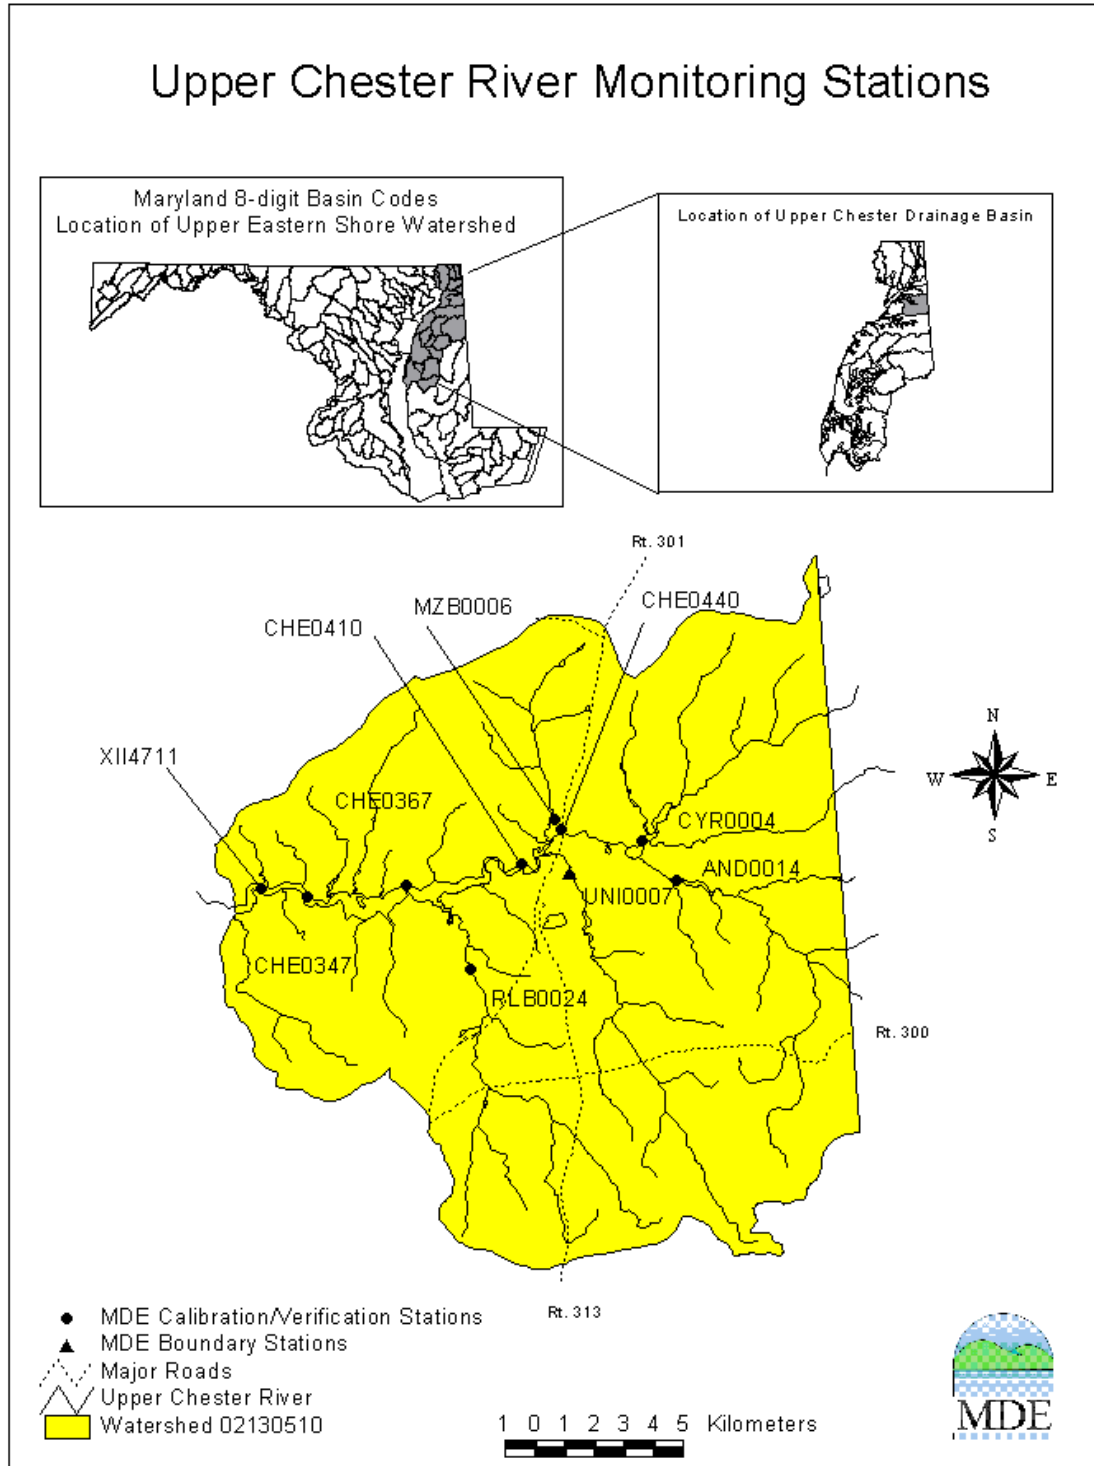 Upper Chester River Monitoring Stations
Maryland 8-digit Basin Codes
Location of Upper Eastern Shore Watershed
Location of Upper Chester Drainage Basin
Rt. 301
MZB0006
CHE0440
CHE0410
XII4711
CHE0367
CYR0004
AND0014
UNI0007
CHE0347
RLB0024
Rt. 300
N
W
E
S
Rt. 313
MDE Calibration/Verification Stations
MDE Boundary Stations
Major Roads
Upper Chester River
Watershed 02130510
1 0 1 2 3 4 5 Kilometers
MDE